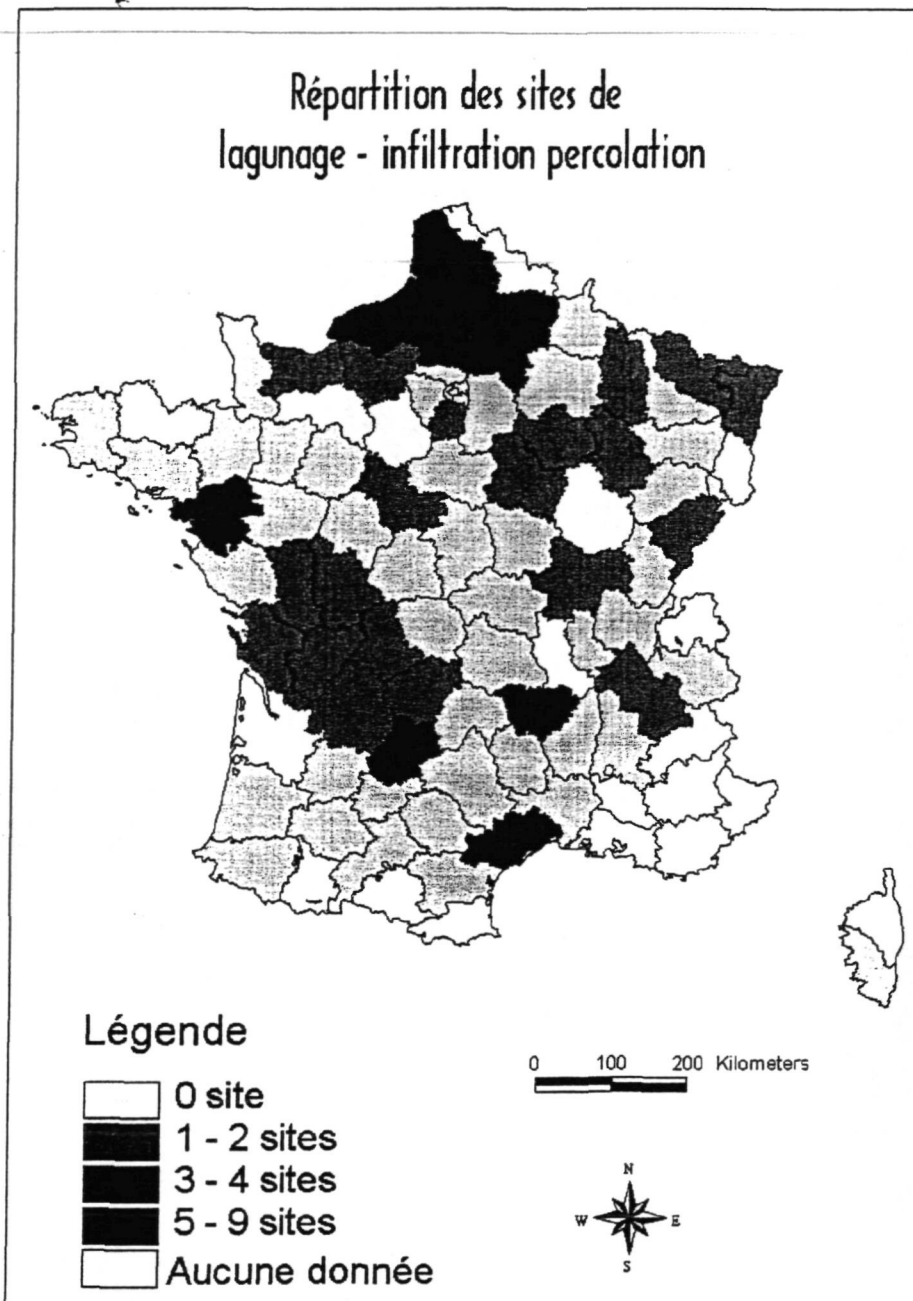 Répartition des sites de
lagunage - infiltration percolation
Légende
0 site
1 - 2 sites
3 - 4 sites
5 - 9 sites
Aucune donnée
0 100 200 Kilometers
N
W E
S